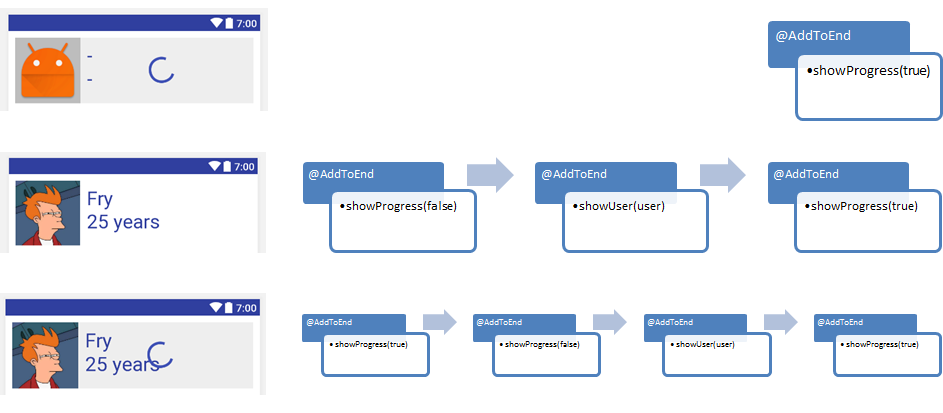 7:00
-
-
@AddToEnd
•showProgress(true)
7:00
Fry
25 years
@AddToEnd
•showProgress(false)
@AddToEnd
•showUser(user)
@AddToEnd
•showProgress(true)
7:00
Fry
25 years
@AddToEnd
• showProgress(true)
@AddToEnd
• showProgress(false)
@AddToEnd
• showUser(user)
@AddToEnd
• showProgress(true)